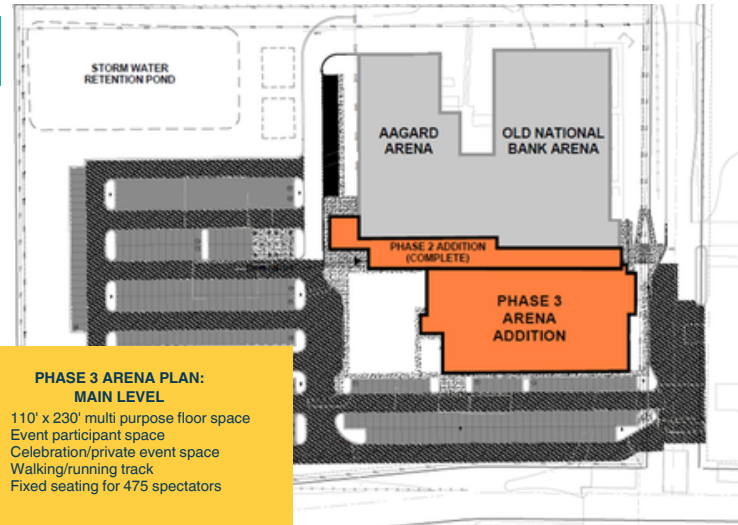 STORM WATER
RETENTION POND
AAGARD
ARENA
OLD NATIONAL
BANK ARENA
PHASE 2 ADDITION
(COMPLETE)
PHASE 3
ARENA
ADDITION
PHASE 3 ARENA PLAN:
MAIN LEVEL
110' x 230' multi purpose floor space
Event participant space
Celebration/private event space
Walking/running track
Fixed seating for 475 spectators